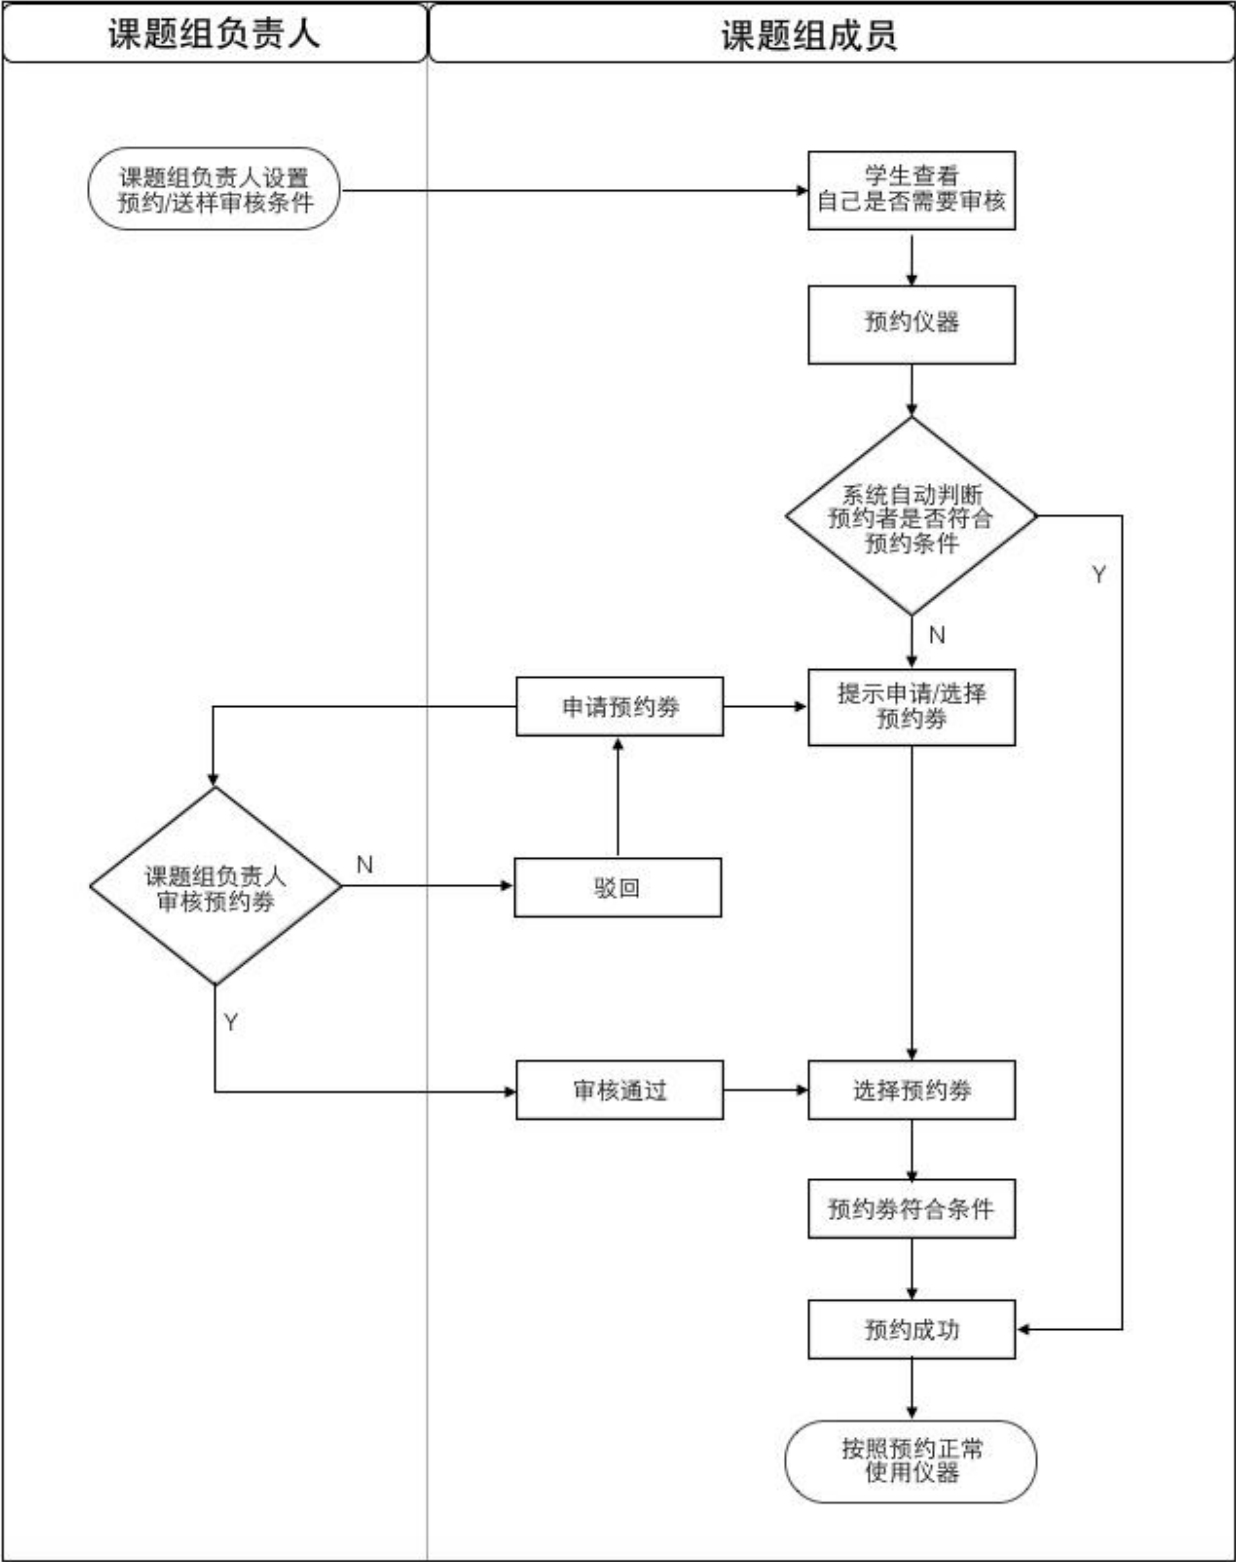 课题组负责人
课题组成员
课题组负责人设置
预约/送样审核条件
学生查看
自己是否需要审核
预约仪器
系统自动判断
预约者是否符合
预约条件
Y
N
申请预约劵
提示申请/选择
预约劵
课题组负责人
审核预约劵
N
驳回
Y
审核通过
选择预约劵
预约劵符合条件
预约成功
按照预约正常
使用仪器